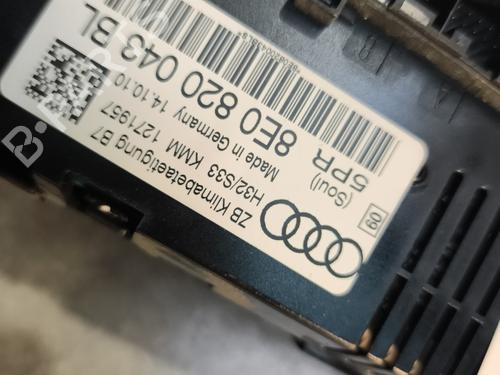 5PR 8E0 820 043 BL
(Soul) Made in Germany 14.10.10
H32/S33 KMM 1271957
ZB Klimabetaetigung B7
09